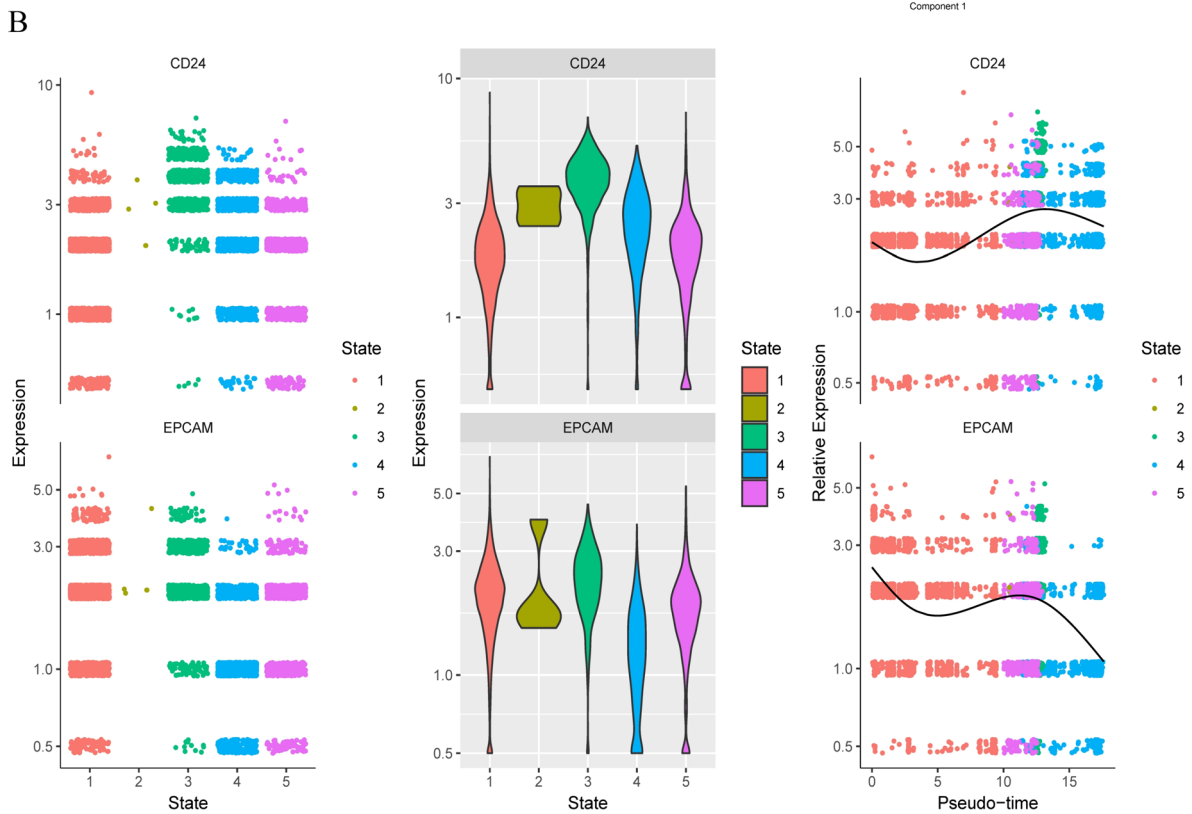 Component 1
B
CD24
10
3
1
Expression
EPCAM
5.0
3.0
1.0
0.5
1 2 3 4 5
State
State
1
2
3
4
5
CD24
10
3
1
Expression
EPCAM
5.0
3.0
1.0
0.5
1 2 3 4 5
State
State
1
2
3
4
5
CD24
5.0
3.0
1.0
0.5
Relative Expression
EPCAM
5.0
3.0
1.0
0.5
0 5 10 15
Pseudo−time
State
1
2
3
4
5